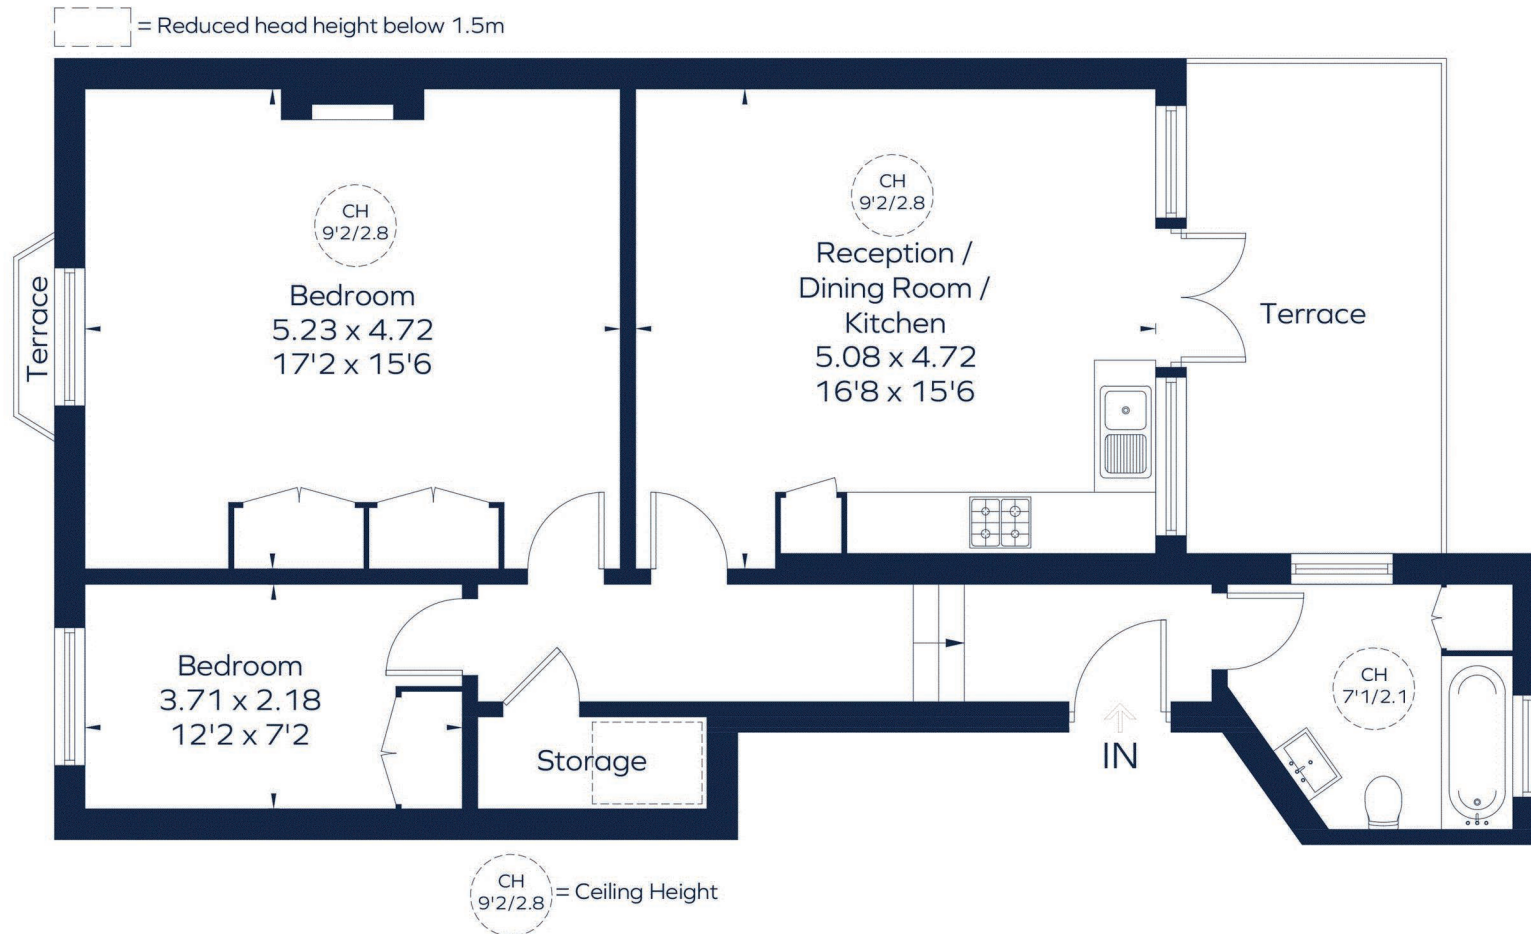 = Reduced head height below 1.5m
CH
9'2/2.8
Bedroom
5.23 x 4.72
17'2 x 15'6
Terrace
CH
9'2/2.8
Reception /
Dining Room /
Kitchen
5.08 x 4.72
16'8 x 15'6
Terrace
Bedroom
3.71 x 2.18
12'2 x 7'2
Storage
IN
CH
7'1/2.1
CH
9'2/2.8
= Ceiling Height